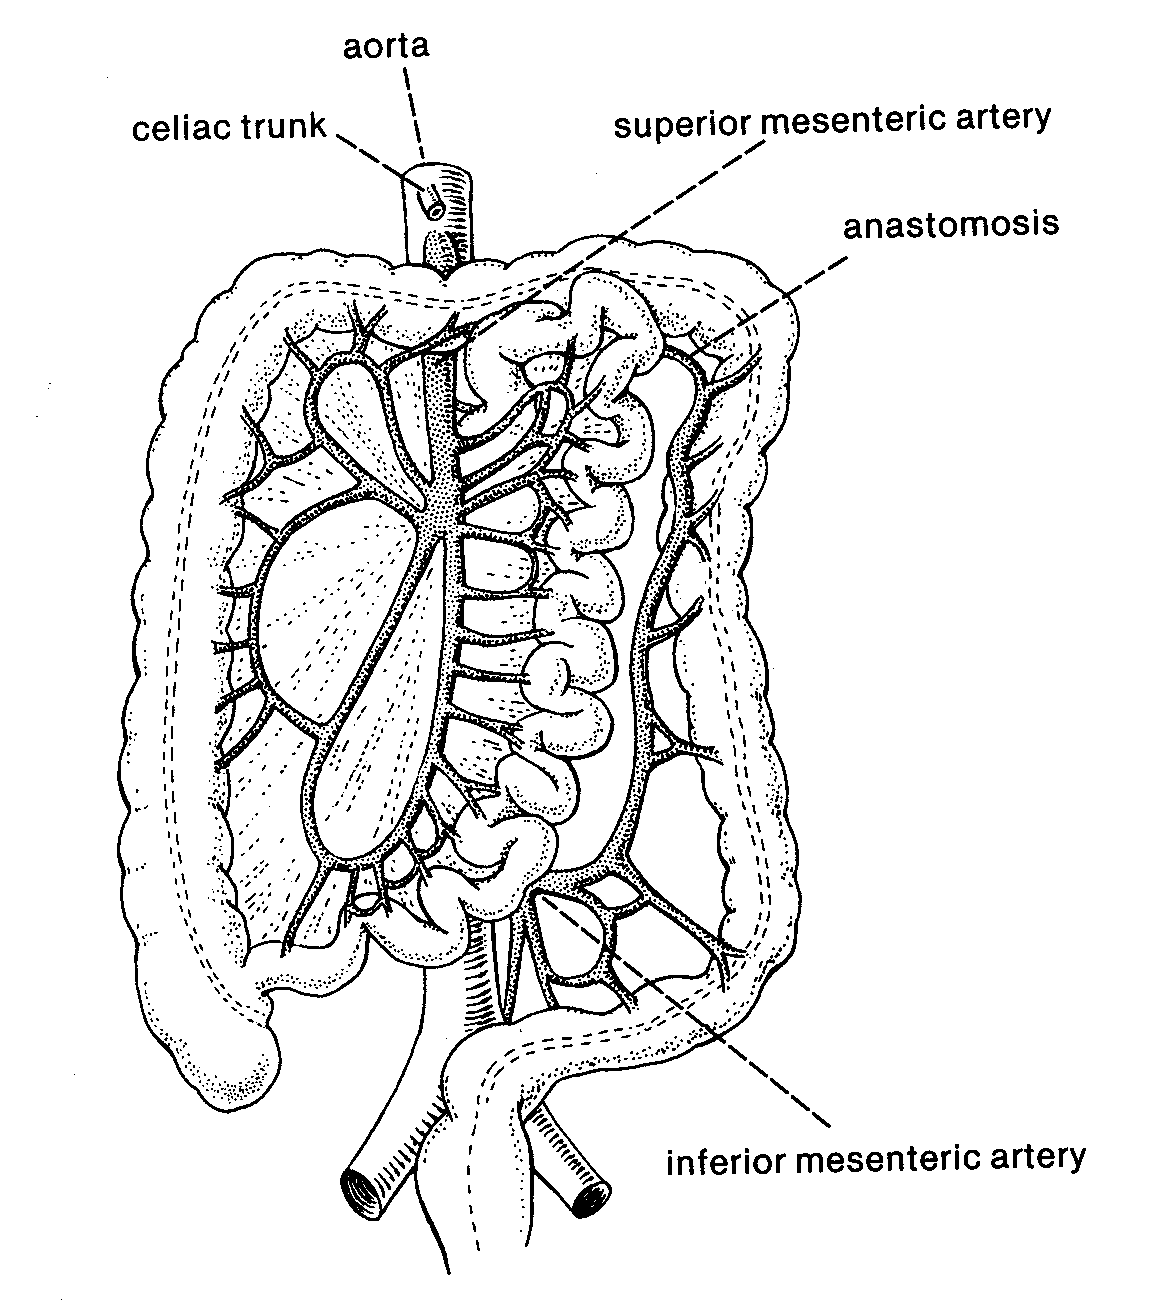 aorta
celiac trunk
superior mesenteric artery
anastomosis
inferior mesenteric artery